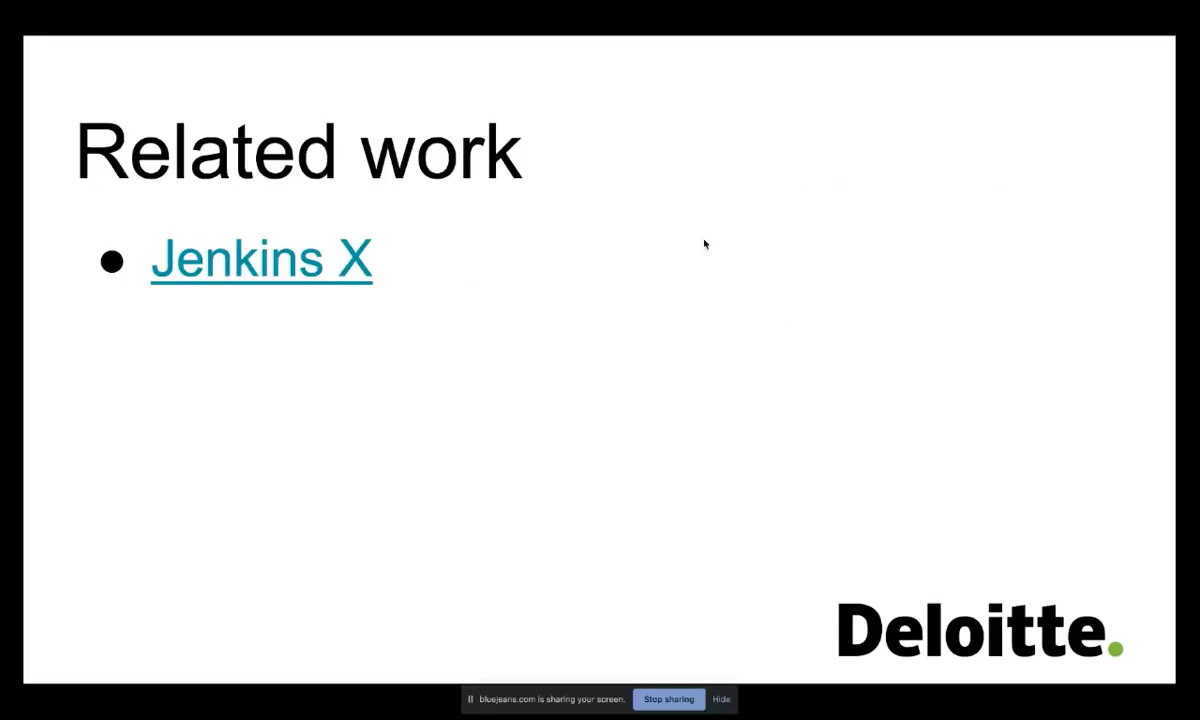 Related work
● Jenkins X
Deloitte.
bluejeans.com is sharing your screen. Stop sharing Hide